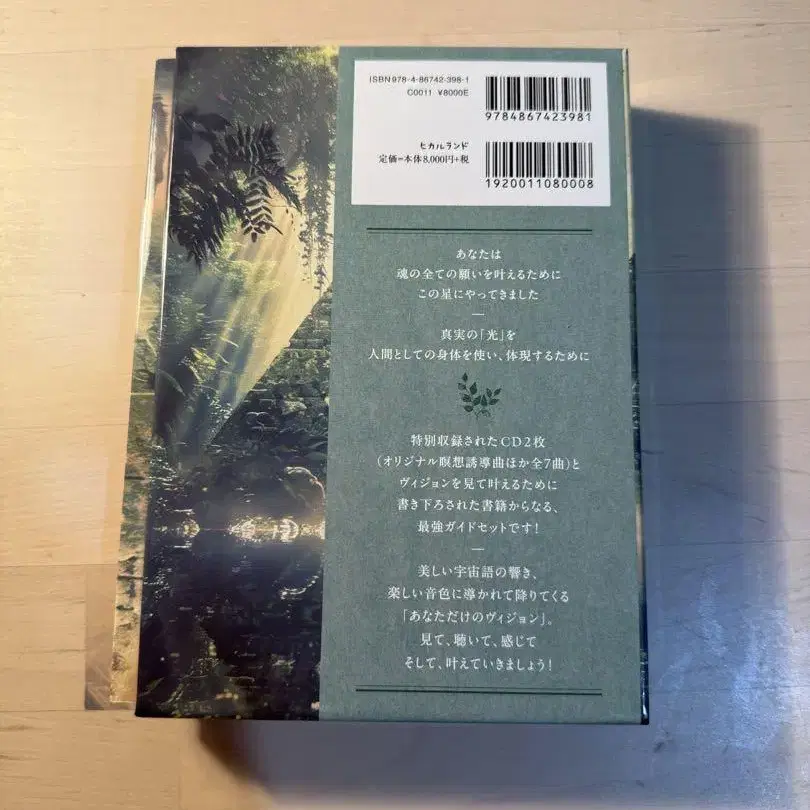 ISBN978-4-86742-398-1
C0011 ¥8000E
9784867423981
ヒカルランド
定価=本体8,000円+税
1920011080008
あなたは
魂の全ての願いを叶えるために
この星にやってきました
真実の「光」を
人間としての身体を使い、体現するために
特別収録されたCD2枚
(オリジナル瞑想誘導曲ほか全7曲)と
ヴィジョンを見て叶えるために
書き下ろされた書籍からなる、
最強ガイドセットです!
美しい宇宙語の響き、
楽しい音色に導かれて降りてくる
「あなただけのヴィジョン」。
見て、聴いて、感じて
そして、叶えていきましょう!